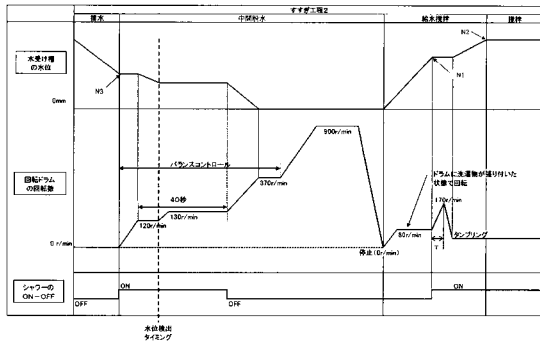 すすぎ工程2
排水
中間脱水
給水撹拌
撹拌
水受け槽
の水位
N3
N1
N2
0mm
バランスコントロール
900r/min
回転ドラム
の回転数
370r/min
40秒
130r/min
120r/min
ドラムに洗濯物が張り付いた
状態で回転
170r/min
80r/min
タンブリング
T
0 r/min
停止(0r/min)
シャワーの
ON-OFF
ON
OFF
OFF
ON
水位検出
タイミング